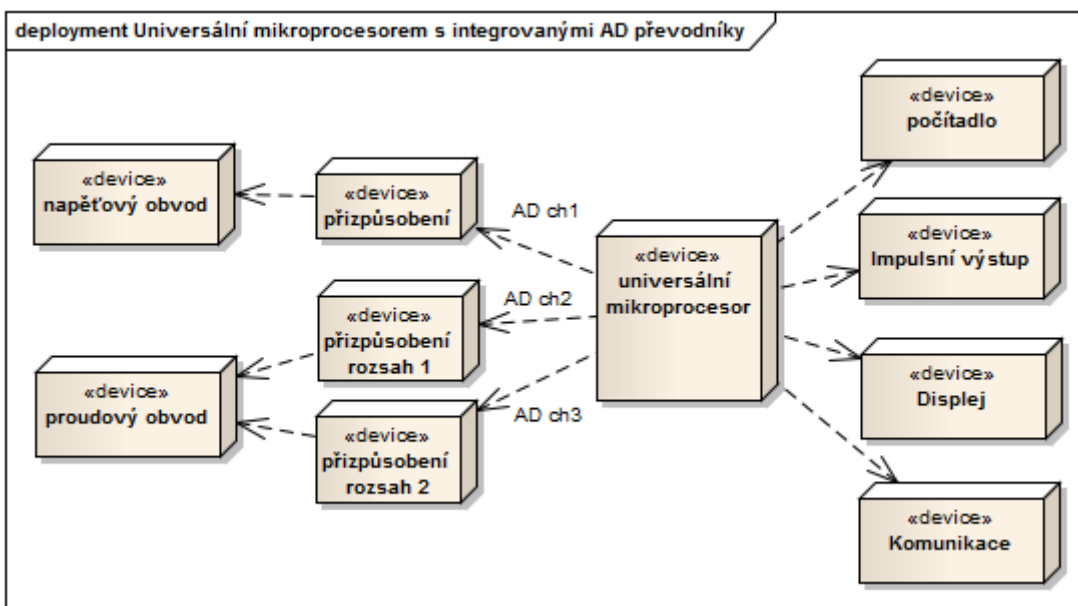 deployment Universální mikroprocesorem s integrovanými AD převodníky
«device»
napěťový obvod
«device»
přizpůsobení
AD ch1
«device»
přizpůsobení
rozsah 1
AD ch2
«device»
proudový obvod
«device»
přizpůsobení
rozsah 2
AD ch3
«device»
universální
mikroprocesor
«device»
počítadlo
«device»
Impulsní výstup
«device»
Displej
«device»
Komunikace